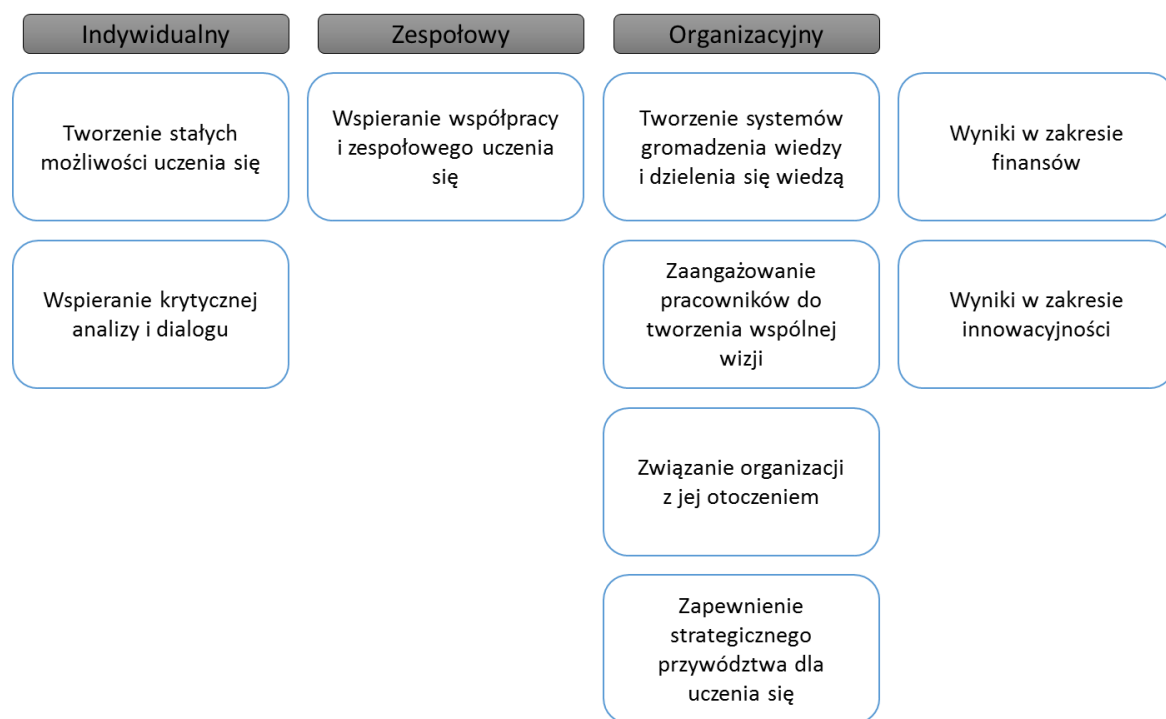 Indywidualny
Zespołowy
Organizacyjny
Tworzenie stałych
możliwości uczenia się
Wspieranie współpracy
i zespołowego uczenia
się
Tworzenie systemów
gromadzenia wiedzy
i dzielenia się wiedzą
Wyniki w zakresie
finansów
Wspieranie krytycznej
analizy i dialogu
Zaangażowanie
pracowników do
tworzenia wspólnej
wizji
Wyniki w zakresie
innowacyjności
Związanie organizacji
z jej otoczeniem
Zapewnienie
strategicznego
przywództwa dla
uczenia się